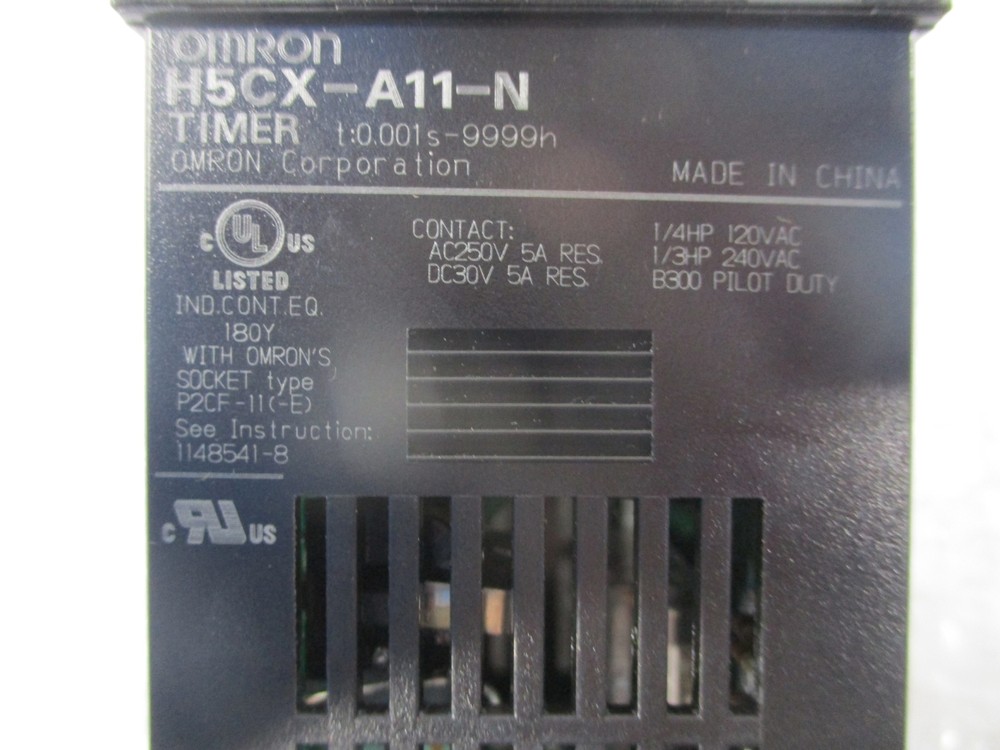 OMRON
H5CX-A11-N
TIMER t:0.001s-9999h
OMRON Corporation
MADE IN CHINA
C UL US
LISTED
IND.CONT.EQ.
180Y
WITH OMRON'S
SOCKET type
P2CF-11(-E)
See Instruction:
1148541-8
CONTACT:
AC250V 5A RES.
DC30V 5A RES.
1/4HP 120VAC
1/3HP 240VAC
B300 PILOT DUTY
c RU US